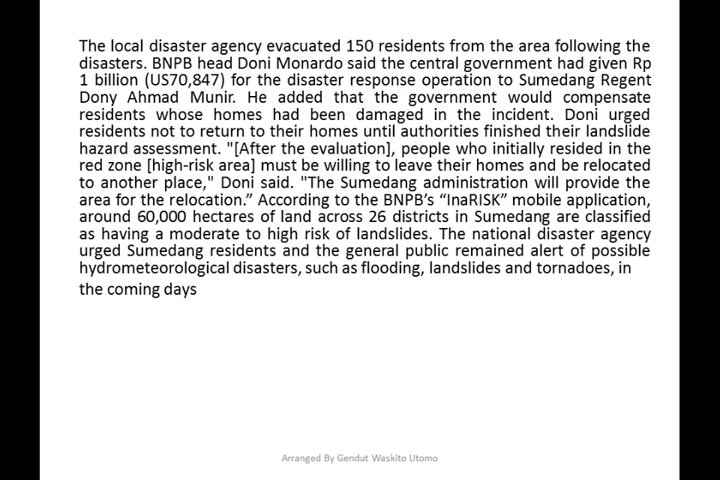 The local disaster agency evacuated 150 residents from the area following the
disasters. BNPB head Doni Monardo said the central government had given Rp
1 billion (US70,847) for the disaster response operation to Sumedang Regent
Dony Ahmad Munir. He added that the government would compensate
residents whose homes had been damaged in the incident. Doni urged
residents not to return to their homes until authorities finished their landslide
hazard assessment. "[After the evaluation], people who initially resided in the
red zone [high-risk area] must be willing to leave their homes and be relocated
to another place," Doni said. "The Sumedang administration will provide the
area for the relocation.” According to the BNPB’s “InaRISK” mobile application,
around 60,000 hectares of land across 26 districts in Sumedang are classified
as having a moderate to high risk of landslides. The national disaster agency
urged Sumedang residents and the general public remained alert of possible
hydrometeorological disasters, such as flooding, landslides and tornadoes, in
the coming days
Arranged By Gendut Waskito Utomo